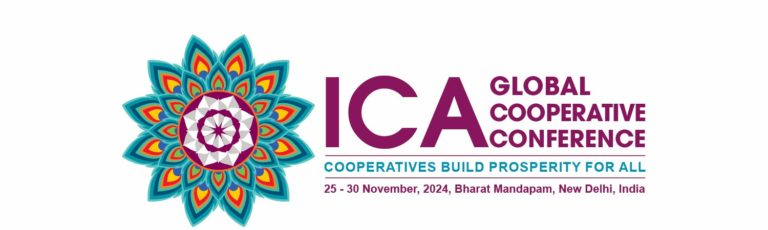 ICA
GLOBAL
COOPERATIVE
CONFERENCE
COOPERATIVES BUILD PROSPERITY FOR ALL
25 - 30 November, 2024, Bharat Mandapam, New Delhi, India